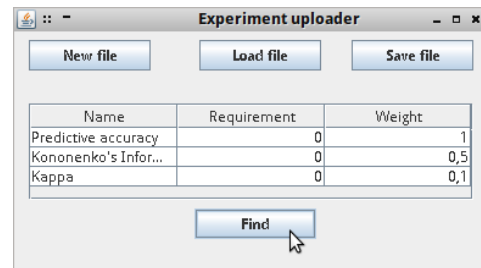 Experiment uploader
New file Load file Save file
Name Requirement Weight
Predictive accuracy 0 1
Kononenko's Infor... 0 0,5
Kappa 0 0,1
Find